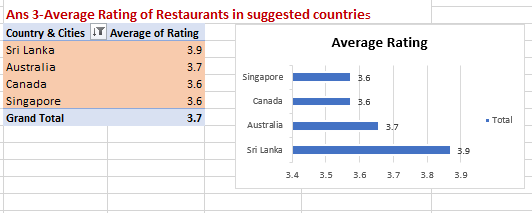 Ans 3-Average Rating of Restaurants in suggested countries
Country & Cities Average of Rating
Sri Lanka 3.9
Australia 3.7
Canada 3.6
Singapore 3.6
Grand Total 3.7
Average Rating
Singapore 3.6
Canada 3.6
Australia 3.7
Sri Lanka 3.9
Total
3.4 3.5 3.6 3.7 3.8 3.9